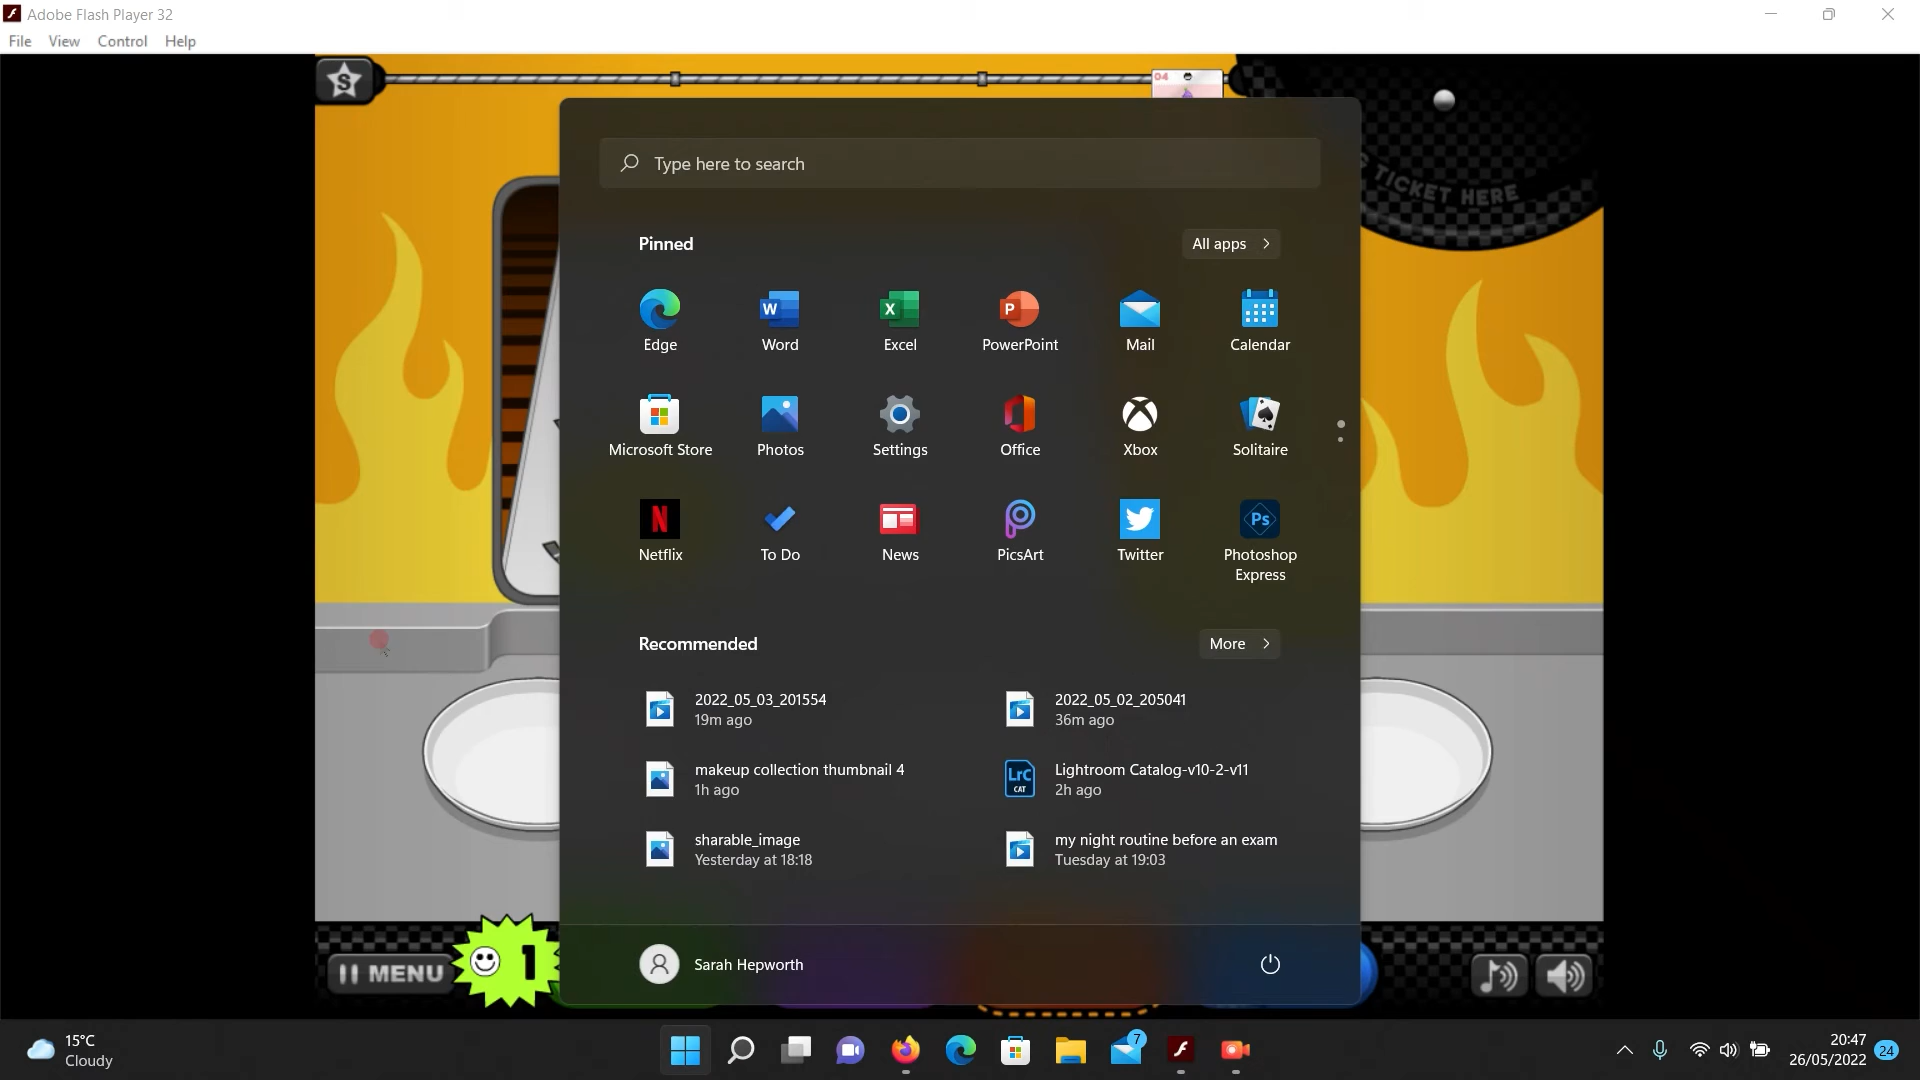 Adobe Flash Player 32
File View Control Help
S
04
TICKET HERE
Type here to search
Pinned
All apps
Edge
Word
Excel
PowerPoint
Mail
Calendar
Microsoft Store
Photos
Settings
Office
Xbox
Solitaire
Netflix
To Do
News
PicsArt
Twitter
Photoshop
Express
Recommended
More
2022_05_03_201554
19m ago
2022_05_02_205041
36m ago
makeup collection thumbnail 4
1h ago
LrC
CAT
Lightroom Catalog-v10-2-v11
2h ago
sharable_image
Yesterday at 18:18
my night routine before an exam
Tuesday at 19:03
MENU
1
Sarah Hepworth
15°C
Cloudy
7
20:47
26/05/2022
24